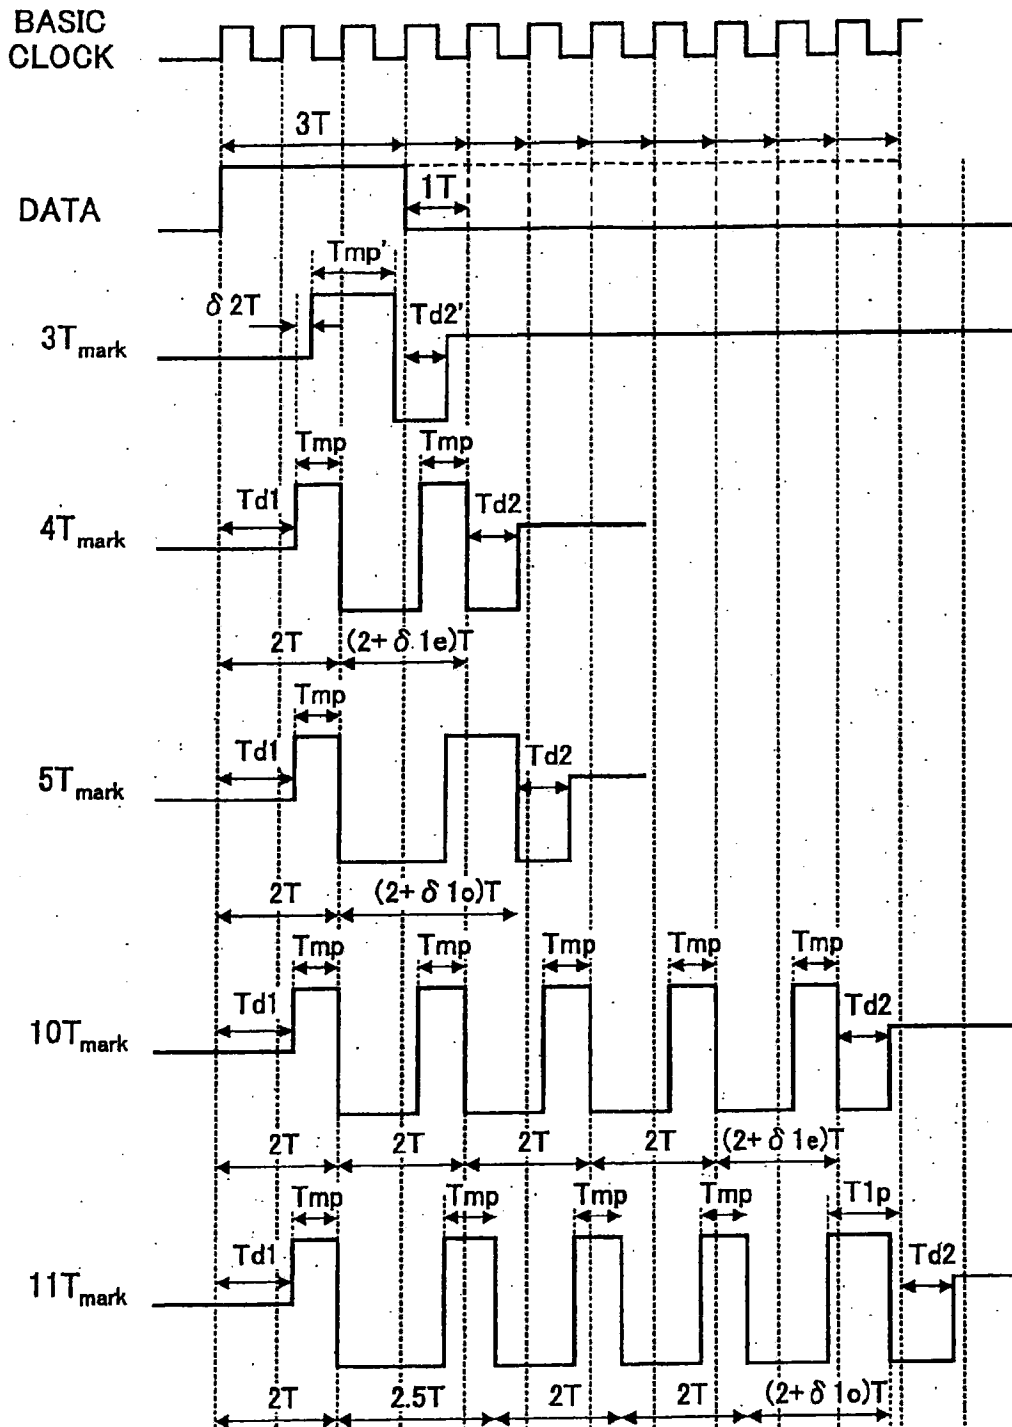 BASIC
CLOCK
3T
DATA
1T
Tmp'
δ 2T
Td2'
3Tmark
Tmp
Tmp
Td1
Td2
4Tmark
2T
(2+ δ 1e)T
Tmp
Td1
Td2
5Tmark
2T
(2+ δ 1o)T
Tmp
Tmp
Tmp
Tmp
Tmp
Td1
Td2
10Tmark
2T
2T
2T
2T
(2+ δ 1e)T
Tmp
Tmp
Tmp
Tmp
T1p
Td1
Td2
11Tmark
2T
2.5T
2T
2T
(2+ δ 1o)T